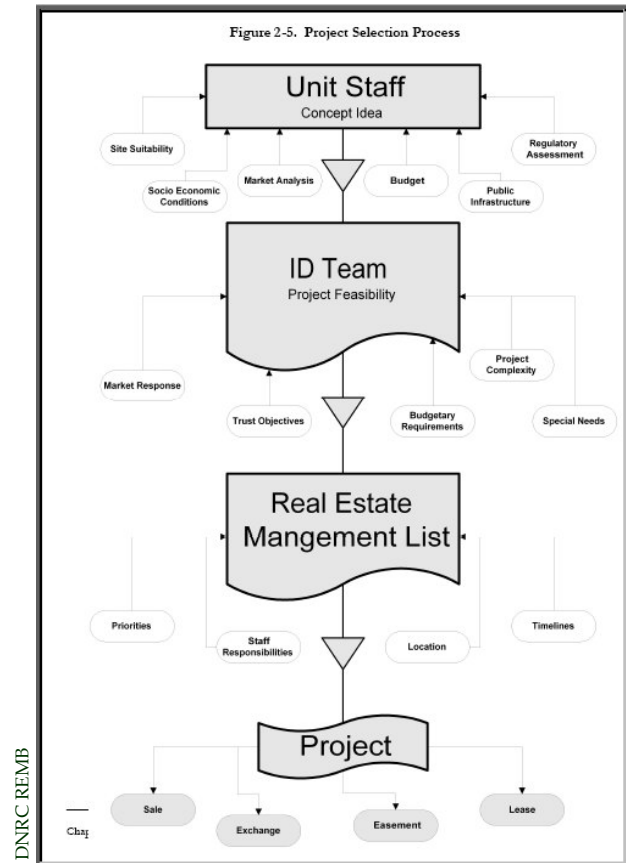 Figure 2-5. Project Selection Process
Unit Staff
Concept Idea
Site Suitability
Regulatory
Assessment
Market Analysis
Budget
Socio Economic
Conditions
Public
Infrastructure
ID Team
Project Feasibility
Market Response
Project
Complexity
Trust Objectives
Budgetary
Requirements
Special Needs
Real Estate
Mangement List
Priorities
Timelines
Staff
Responsibilities
Location
Project
Sale
Lease
Exchange
Easement
Chap
DNRC REMB